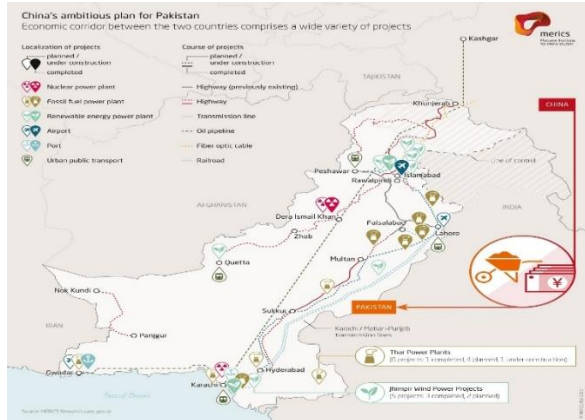 China's ambitious plan for Pakistan
Economic corridor between the two countries comprises a wide variety of projects
merics
Localization of projects
planned /
under construction
completed
Nuclear power plant
Fossil fuel power plant
Renewable energy power plant
Airport
Port
Urban public transport
Course of projects
planned /
under construction
completed
Highway (previously existing)
Highway
Transmission line
Oil pipeline
Fiber optic cable
Railroad
Kashgar
TAJIKISTAN
Khunjerab
CHINA
Line of control
Peshawar
Islamabad
Rawalpindi
AFGHANISTAN
INDIA
Dera Ismail Khan
Faisalabad
Lahore
Zhob
Quetta
Multan
Nok Kundi
PAKISTAN
Sukkur
IRAN
Panjgur
Karachi / Matiari-Punjab
transmission lines
Thar Power Plants
Hyderabad
Gwadar
Karachi
Jhimpir Wind Power Projects